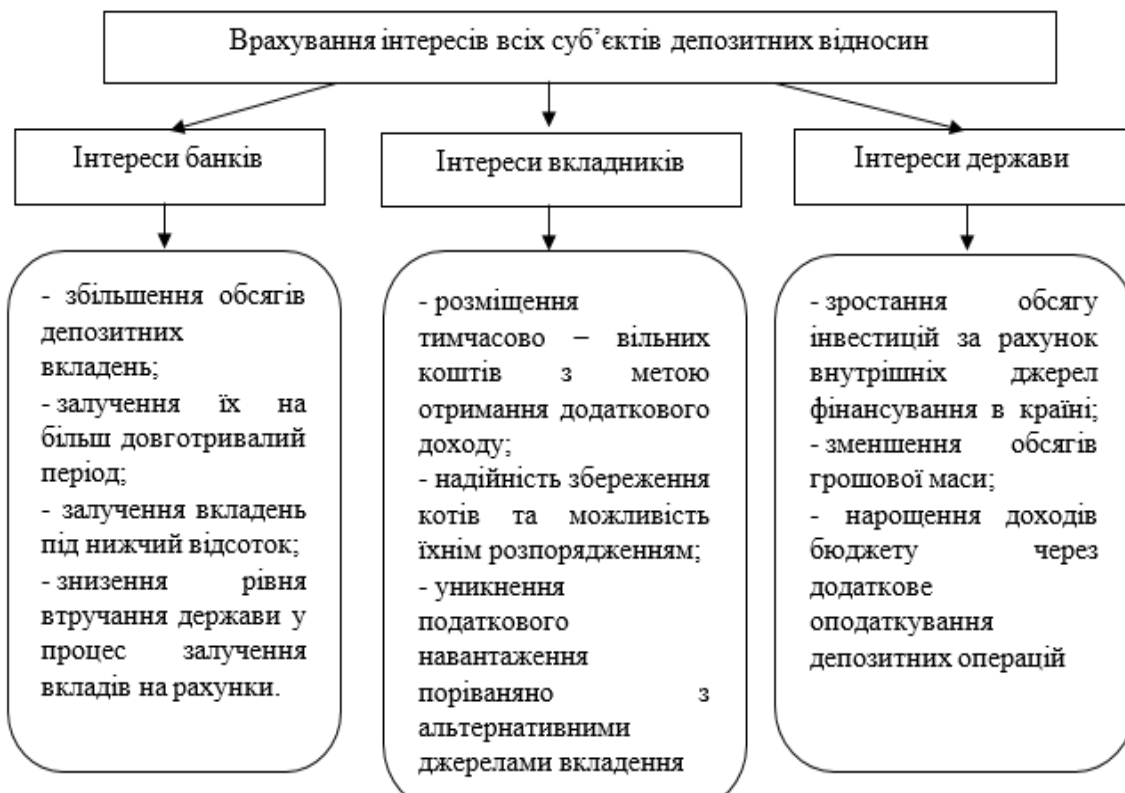 Врахування інтересів всіх суб’єктів депозитних відносин
Інтереси банків
Інтереси вкладників
Інтереси держави
- збільшення обсягів
депозитних
вкладень;
- залучення їх на
більш довготривалий
період;
- залучення вкладень
під нижчий відсоток;
- знизення рівня
втручання держави у
процес залучення
вкладів на рахунки.
- розміщення
тимчасово – вільних
коштів з метою
отримання додаткового
доходу;
- надійність збереження
котів та можливість
їхнім розпорядженням;
- уникнення
податкового
навантаження
поріваняно з
альтернативними
джерелами вкладення
- зростання обсягу
інвестицій за рахунок
внутрішніх джерел
фінансування в країні;
- зменшення обсягів
грошової маси;
- нарощення доходів
бюджету через
додаткове
оподаткування
депозитних операцій